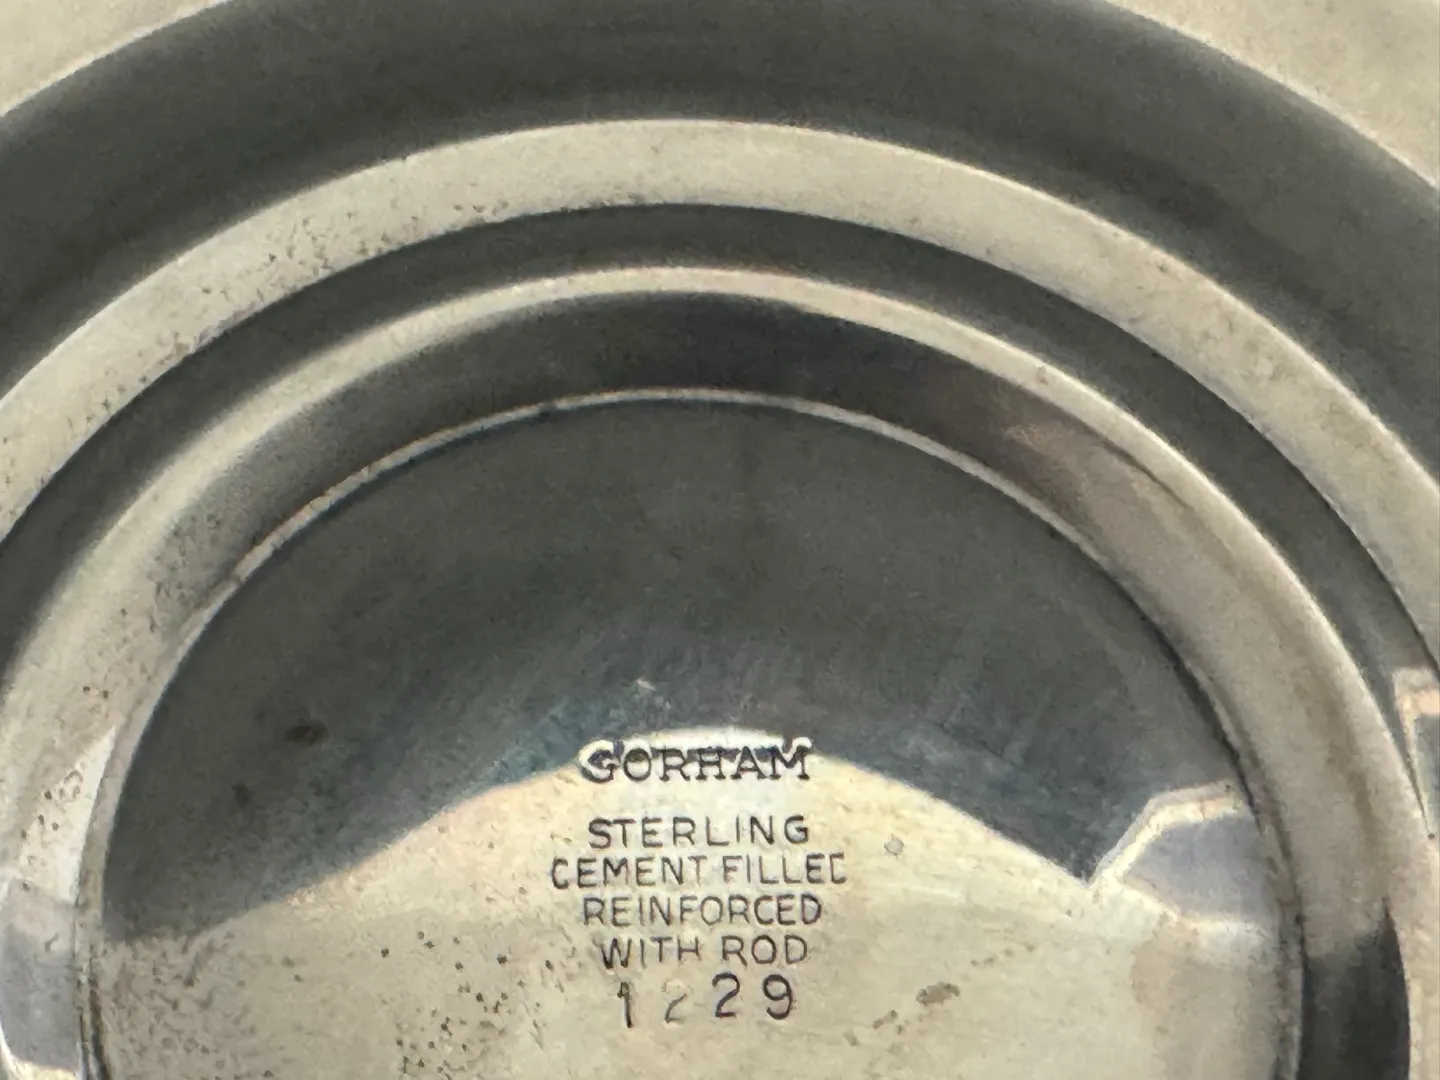 GORHAM
STERLING
CEMENT FILLED
REINFORCED
WITH ROD
1229